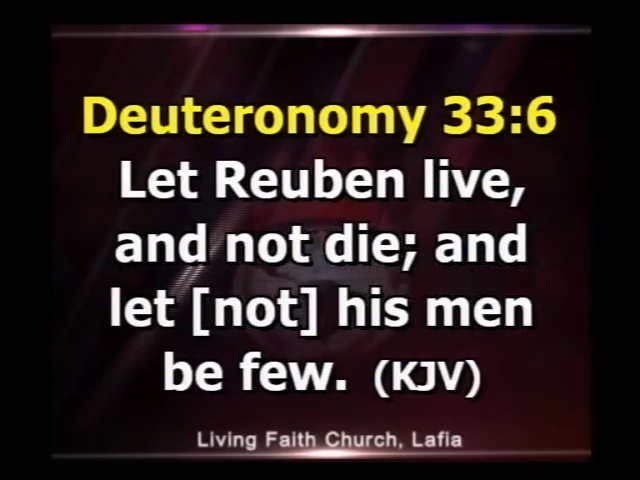 Deuteronomy 33:6
Let Reuben live,
and not die; and
let [not] his men
be few. (KJV)
Living Faith Church, Lafia